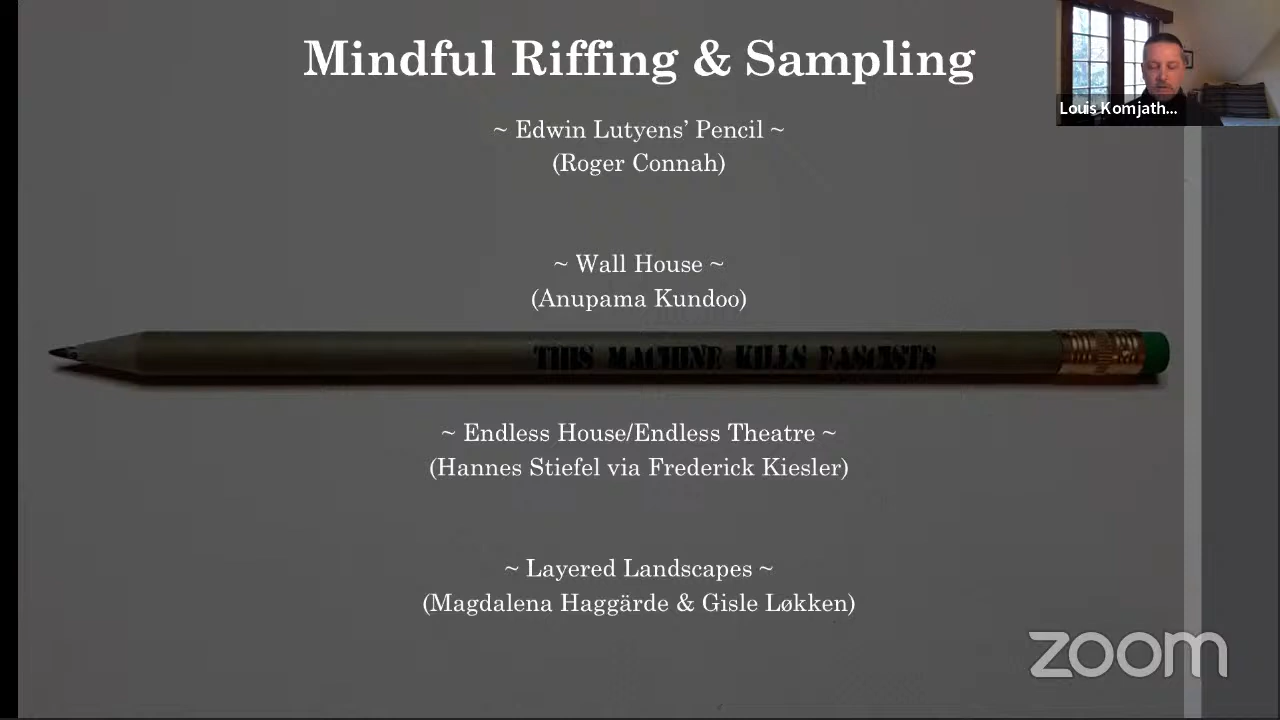 Mindful Riffing & Sampling
~ Edwin Lutyens’ Pencil ~
(Roger Connah)
~ Wall House ~
(Anupama Kundoo)
THIS MACHINE KILLS FASCISTS
~ Endless House/Endless Theatre ~
(Hannes Stiefel via Frederick Kiesler)
~ Layered Landscapes ~
(Magdalena Haggärde & Gisle Løkken)
Louis Komjath...
zoom